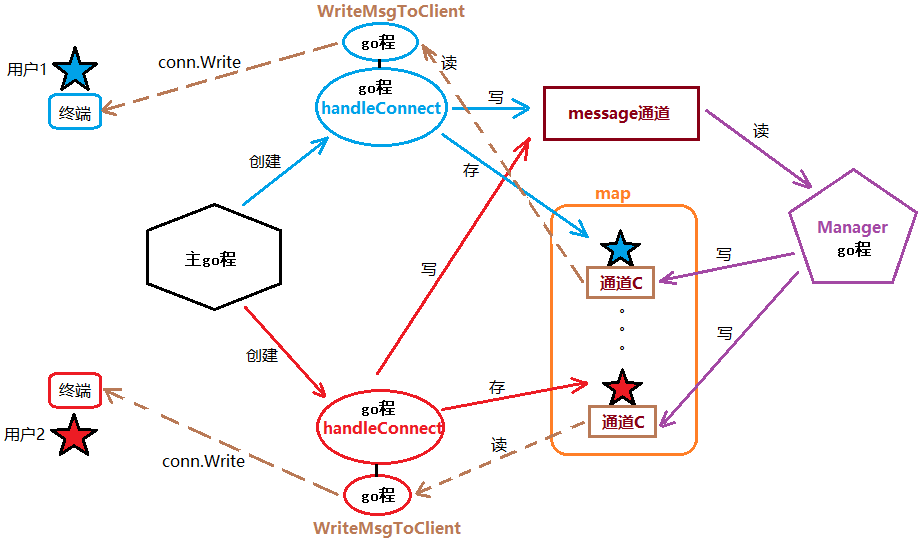 WriteMsgToClient
go程
用户1
conn.Write
读
终端
go程
handleConnect
写
message通道
读
创建
存
map
Manager
go程
主go程
写
写
通道C
写
创建
存
终端
go程
handleConnect
通道C
用户2
读
conn.Write
go程
WriteMsgToClient